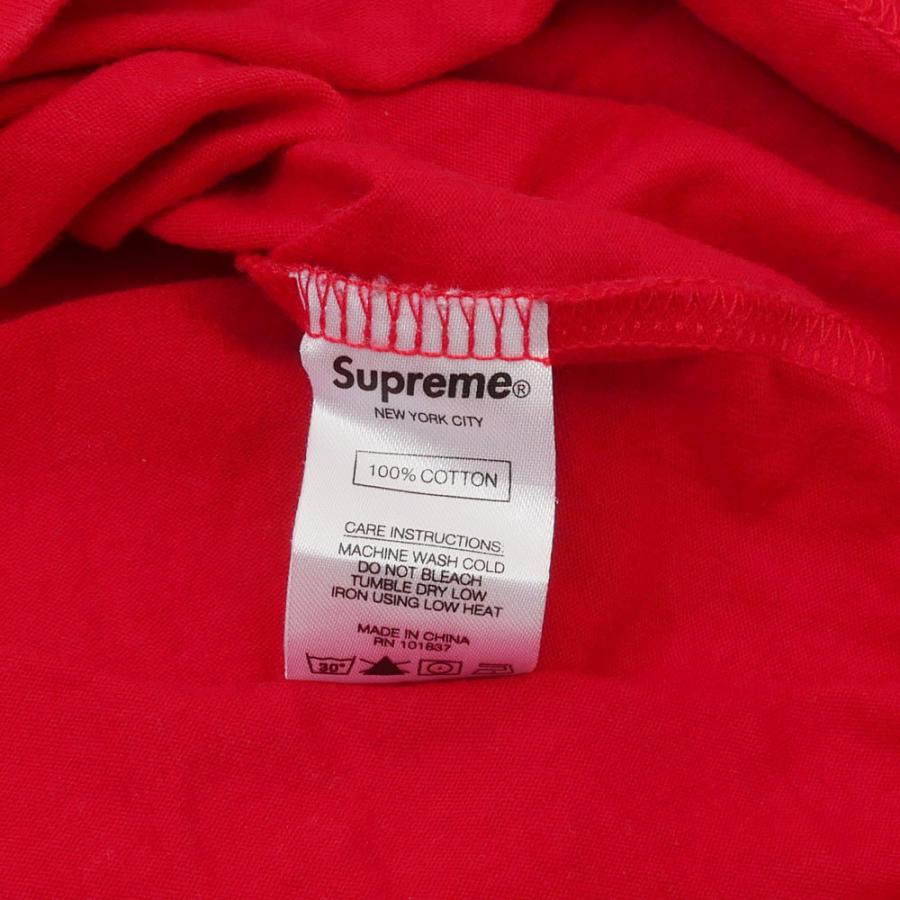 Supreme®
NEW YORK CITY
100% COTTON
CARE INSTRUCTIONS:
MACHINE WASH COLD
DO NOT BLEACH
TUMBLE DRY LOW
IRON USING LOW HEAT
MADE IN CHINA
RN 101837
30°